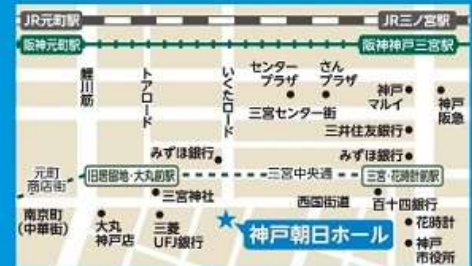 JR元町駅
JR三ノ宮駅
阪神元町駅
阪神神戸三宮駅
鯉川筋
トアロード
いくたロード
センター
プラザ
さん
プラザ
三宮センター街
神戸
マルイ
神戸
阪急
三井住友銀行
みずほ銀行
みずほ銀行
元町
商店街
旧居留地・大丸前駅
三宮中央通
三宮・花時計前駅
三宮神社
西国街道
百十四銀行
南京町
(中華街)
大丸
神戸店
三菱
UFJ銀行
神戸朝日ホール
花時計
神戸
市役所